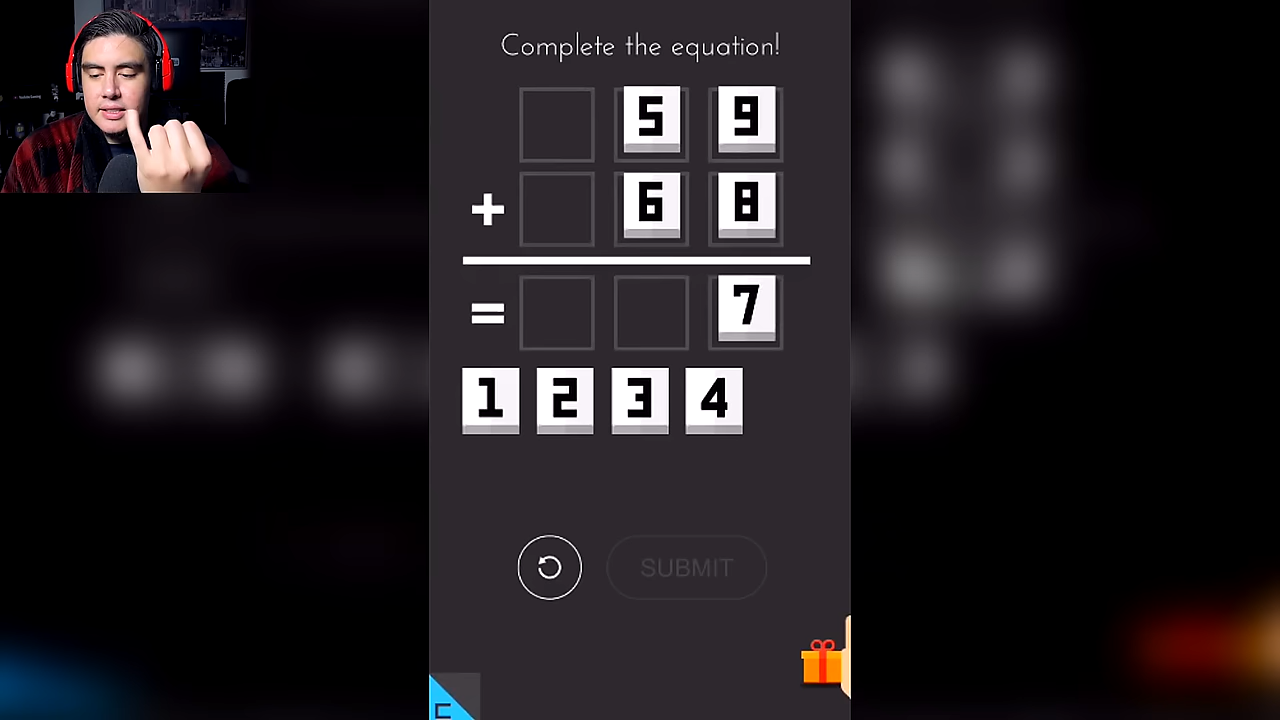 Complete the equation!
5 9
+ 6 8
= 7
1 2 3 4
SUBMIT